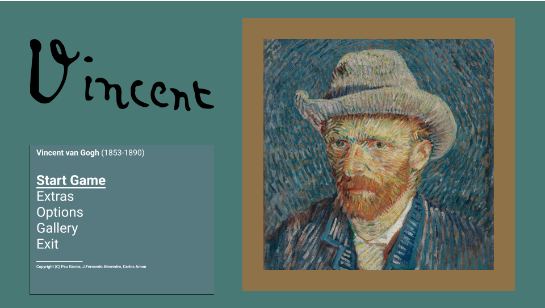 Vincent
Vincent van Gogh (1853-1890)
Start Game
Extras
Options
Gallery
Exit